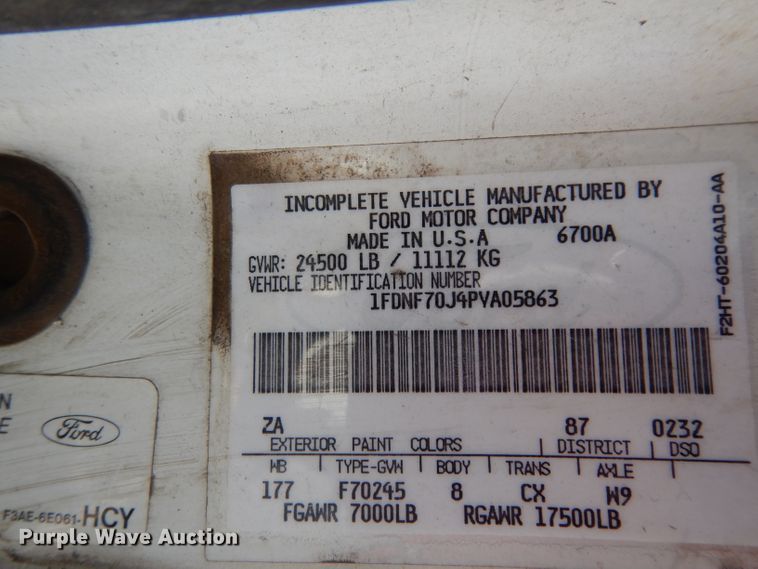 INCOMPLETE VEHICLE MANUFACTURED BY
FORD MOTOR COMPANY
MADE IN U.S.A 6700A
GVWR: 24500 LB / 11112 KG
VEHICLE IDENTIFICATION NUMBER
1FDNF70J4PVA05863
F2HT-60204A10-AA
ZA 87 0232
EXTERIOR PAINT COLORS DISTRICT DSO
WB TYPE-GVW BODY TRANS AXLE
177 F70245 8 CX W9
FGAWR 7000LB RGAWR 17500LB
N
E
Ford
F3AE-6E061-HCY
Purple Wave Auction